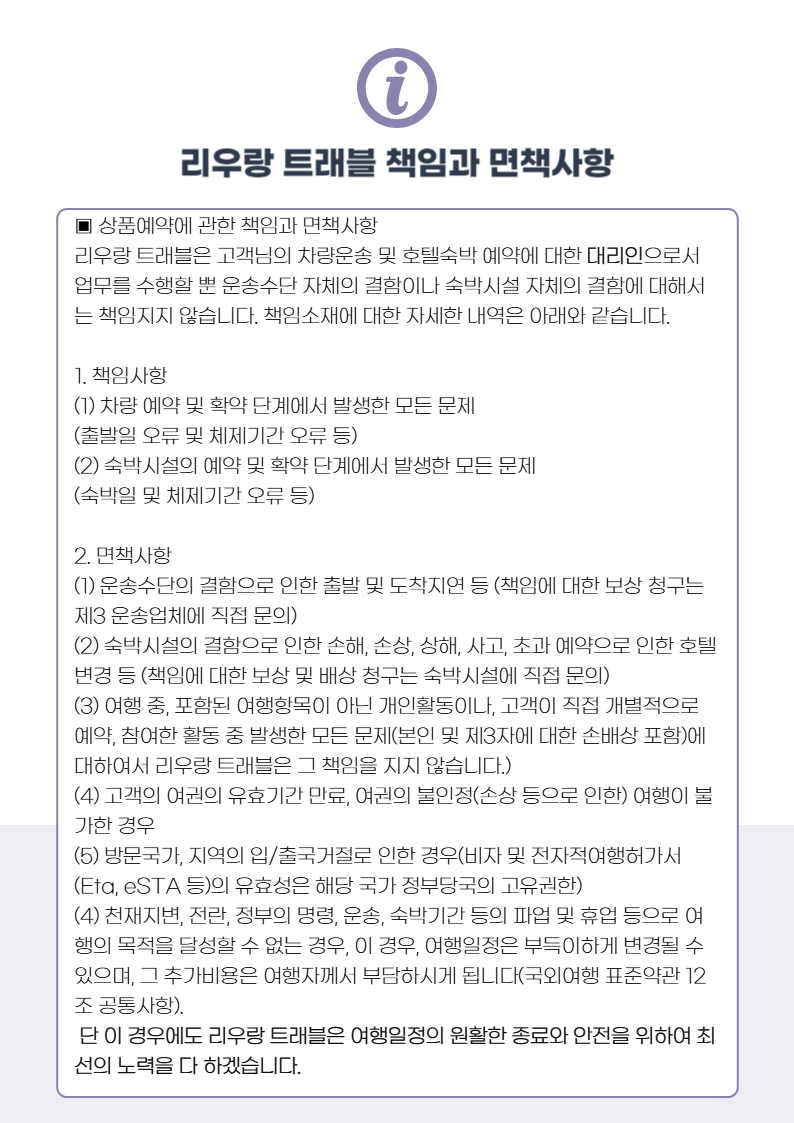 i
리우랑 트래블 책임과 면책사항
▣ 상품예약에 관한 책임과 면책사항
리우랑 트래블은 고객님의 차량운송 및 호텔숙박 예약에 대한 대리인으로서
업무를 수행할 뿐 운송수단 자체의 결함이나 숙박시설 자체의 결함에 대해서
는 책임지지 않습니다. 책임소재에 대한 자세한 내역은 아래와 같습니다.
1. 책임사항
(1) 차량 예약 및 확약 단계에서 발생한 모든 문제
(출발일 오류 및 체제기간 오류 등)
(2) 숙박시설의 예약 및 확약 단계에서 발생한 모든 문제
(숙박일 및 체제기간 오류 등)
2. 면책사항
(1) 운송수단의 결함으로 인한 출발 및 도착지연 등 (책임에 대한 보상 청구는
제3 운송업체에 직접 문의)
(2) 숙박시설의 결함으로 인한 손해, 손상, 상해, 사고, 초과 예약으로 인한 호텔
변경 등 (책임에 대한 보상 및 배상 청구는 숙박시설에 직접 문의)
(3) 여행 중, 포함된 여행항목이 아닌 개인활동이나, 고객이 직접 개별적으로
예약, 참여한 활동 중 발생한 모든 문제(본인 및 제3자에 대한 손배상 포함)에
대하여서 리우랑 트래블은 그 책임을 지지 않습니다.)
(4) 고객의 여권의 유효기간 만료, 여권의 불인정(손상 등으로 인한) 여행이 불
가한 경우
(5) 방문국가, 지역의 입/출국거절로 인한 경우(비자 및 전자적여행허가서
(Eta, eSTA 등)의 유효성은 해당 국가 정부당국의 고유권한)
(4) 천재지변, 전란, 정부의 명령, 운송, 숙박기간 등의 파업 및 휴업 등으로 여
행의 목적을 달성할 수 없는 경우, 이 경우, 여행일정은 부득이하게 변경될 수
있으며, 그 추가비용은 여행자께서 부담하시게 됩니다(국외여행 표준약관 12
조 공통사항).
단 이 경우에도 리우랑 트래블은 여행일정의 원활한 종료와 안전을 위하여 최
선의 노력을 다 하겠습니다.